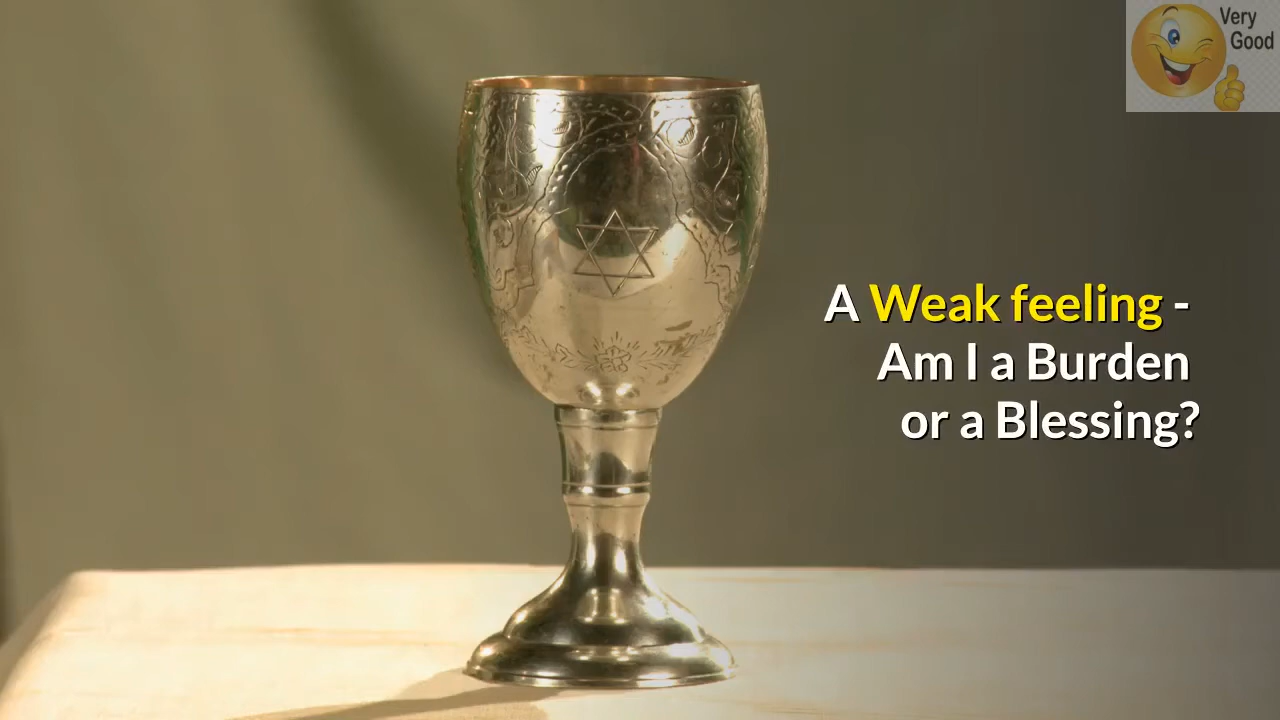 Very
Good
A Weak feeling -
Am I a Burden
or a Blessing?